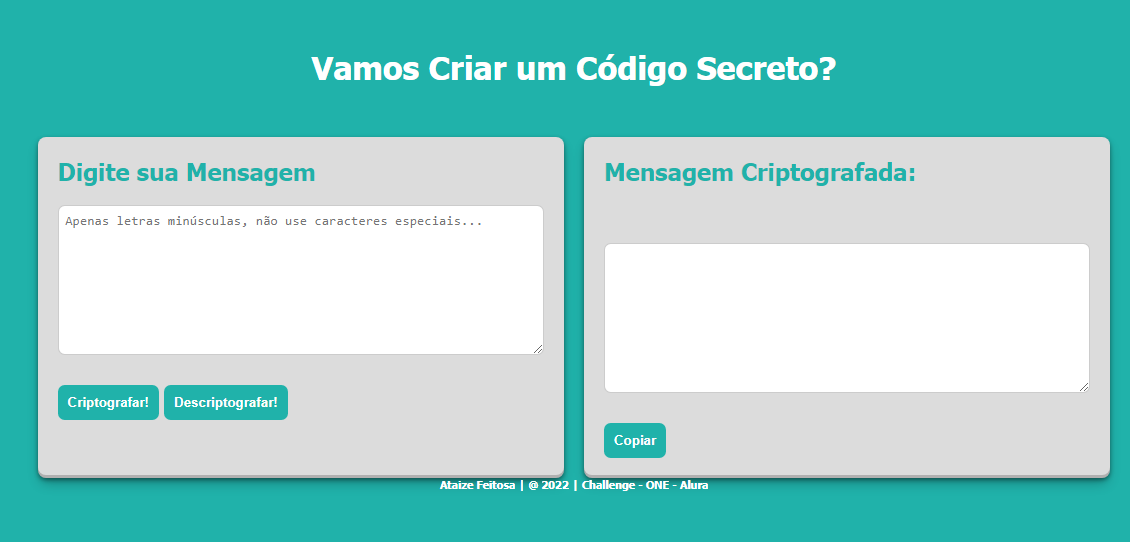 Vamos Criar um Código Secreto?
Digite sua Mensagem
Apenas letras minúsculas, não use caracteres especiais...
Criptografar!
Descriptografar!
Mensagem Criptografada:
Copiar
Ataize Feitosa | @ 2022 | Challenge - ONE - Alura